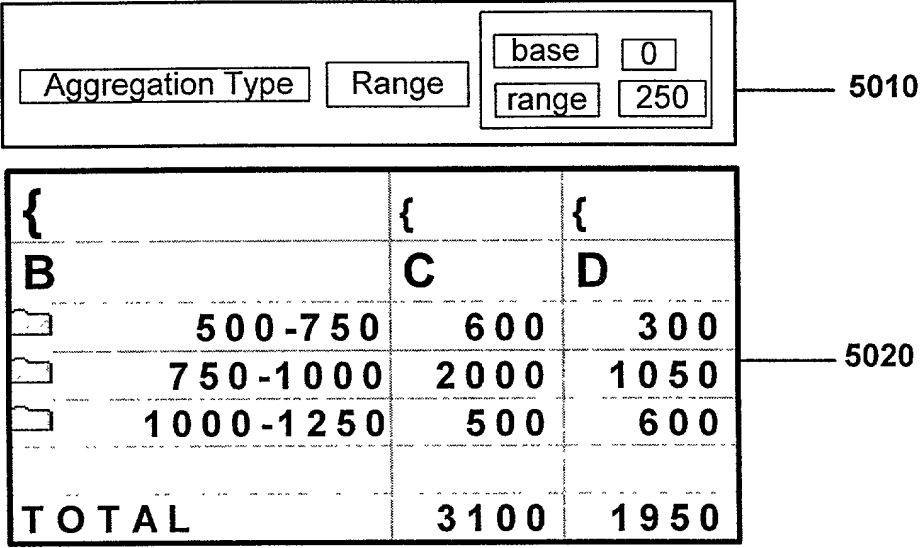 base 0
Aggregation Type Range range 250 5010
{ { {
B C D
500-750 600 300
750-1000 2000 1050 5020
1000-1250 500 600
TOTAL 3100 1950